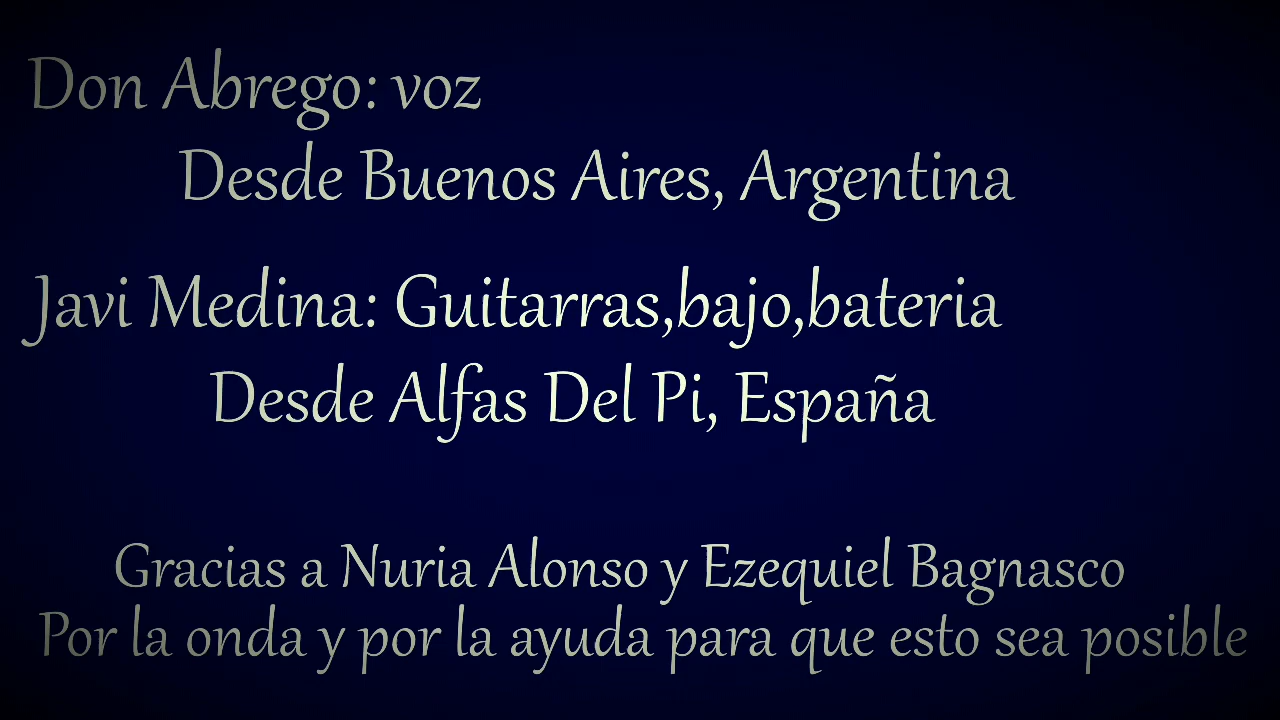 Don Abrego: voz
Desde Buenos Aires, Argentina
Javi Medina: Guitarras,bajo,bateria
Desde Alfas Del Pi, España
Gracias a Nuria Alonso y Ezequiel Bagnasco
Por la onda y por la ayuda para que esto sea posible